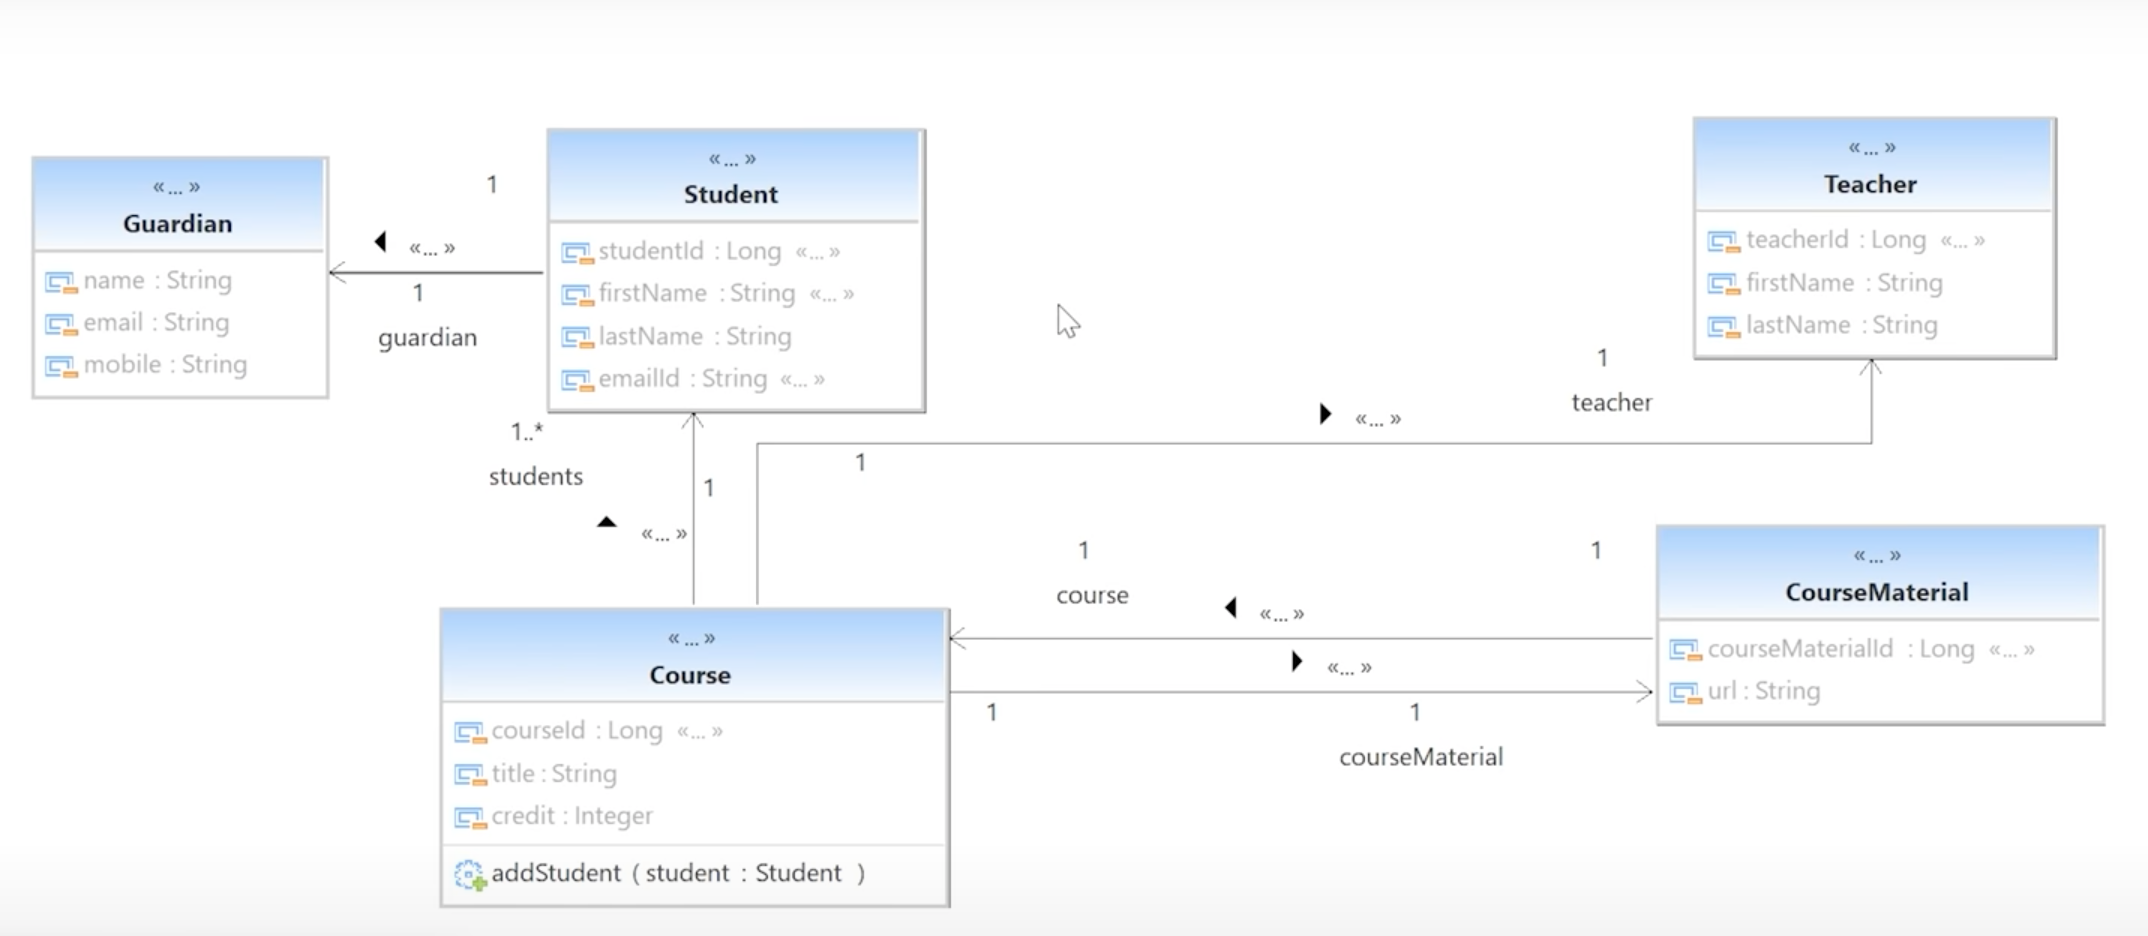 «... »
Guardian
name : String
email : String
mobile : String
1
«... »
1
guardian
«... »
Student
studentId : Long «... »
firstName : String «... »
lastName : String
emailId : String «... »
«... »
Teacher
teacherId : Long «... »
firstName : String
lastName : String
1
teacher
«... »
1
1..*
students
1
«... »
1
course
«... »
1
«... »
1
1
courseMaterial
«... »
CourseMaterial
courseMaterialId : Long «... »
url : String
«... »
Course
courseId : Long «... »
title : String
credit : Integer
addStudent ( student : Student )